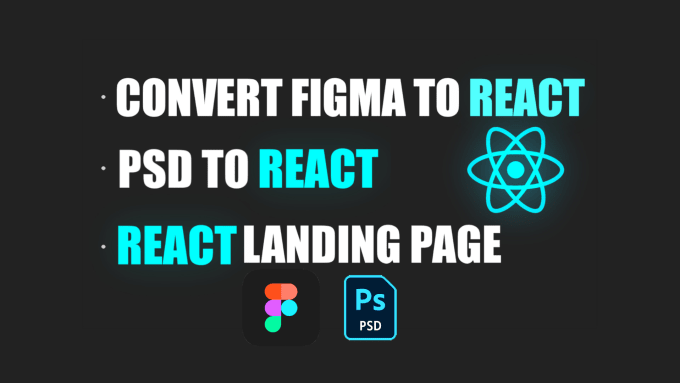 · CONVERT FIGMA TO REACT
· PSD TO REACT
· REACT LANDING PAGE
Ps
PSD